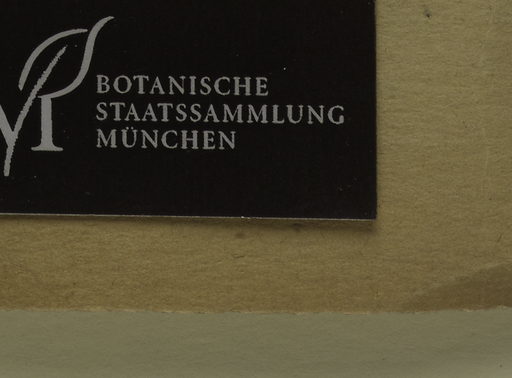 BOTANISCHE
STAATSSAMMLUNG
MÜNCHEN